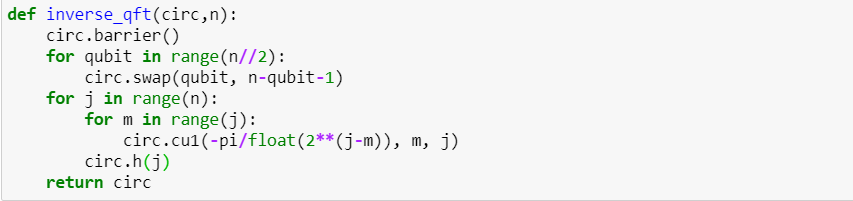 def inverse_qft(circ,n):
    circ.barrier()
    for qubit in range(n//2):
        circ.swap(qubit, n-qubit-1)
    for j in range(n):
        for m in range(j):
            circ.cu1(-pi/float(2**(j-m)), m, j)
        circ.h(j)
    return circ